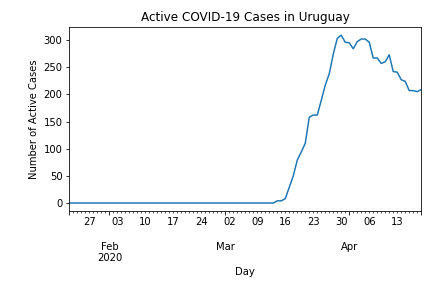 Active COVID-19 Cases in Uruguay
Number of Active Cases
300
250
200
150
100
50
0
27 03 10 17 24 02 09 16 23 30 06 13
Feb Mar Apr
2020
Day